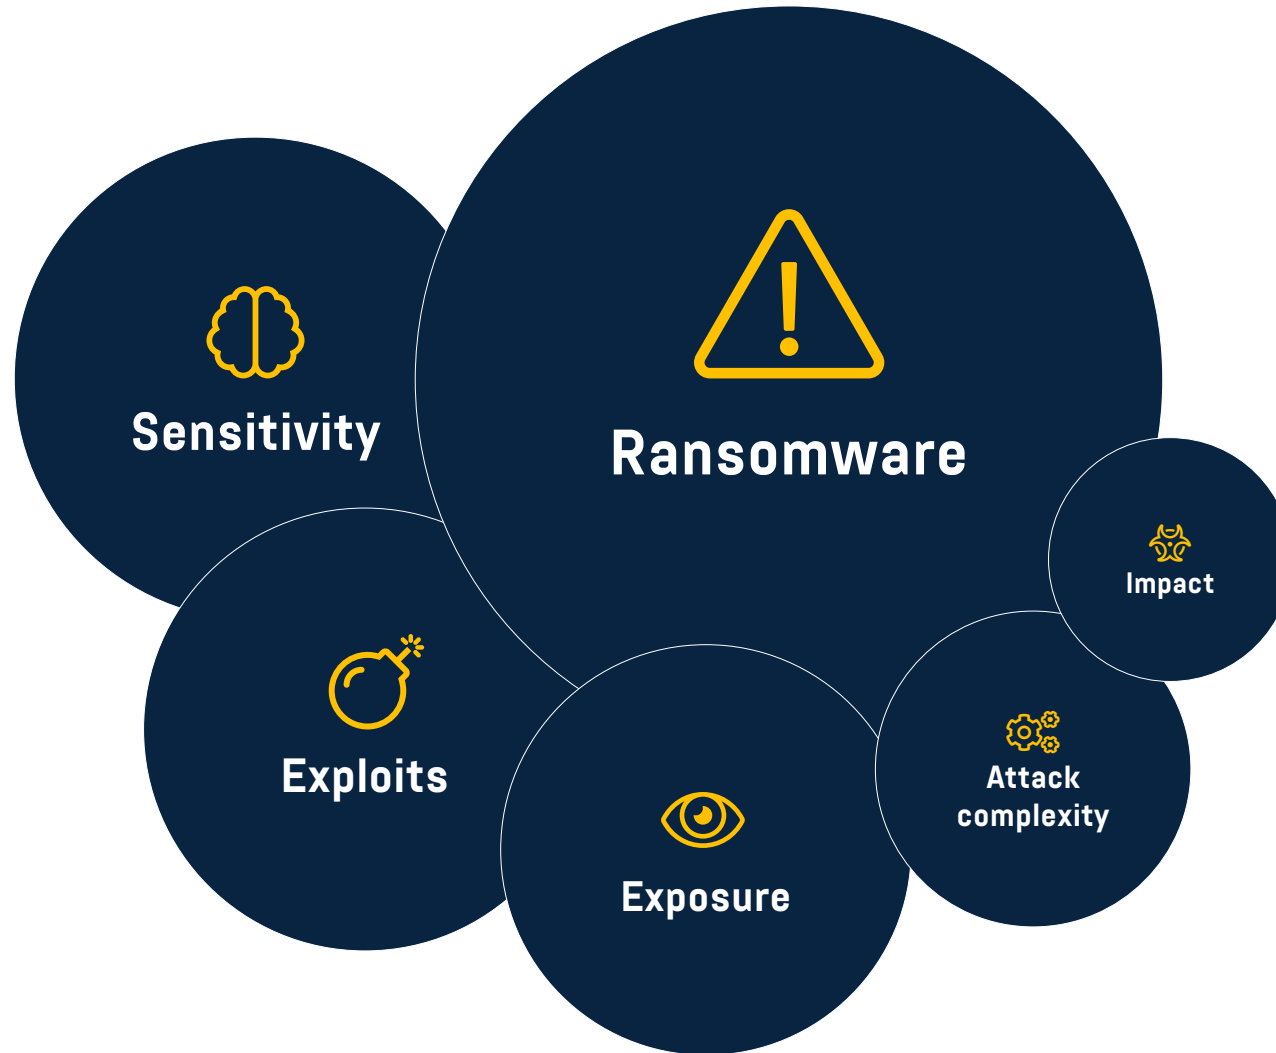 Sensitivity
Ransomware
Impact
Exploits
Attack
complexity
Exposure